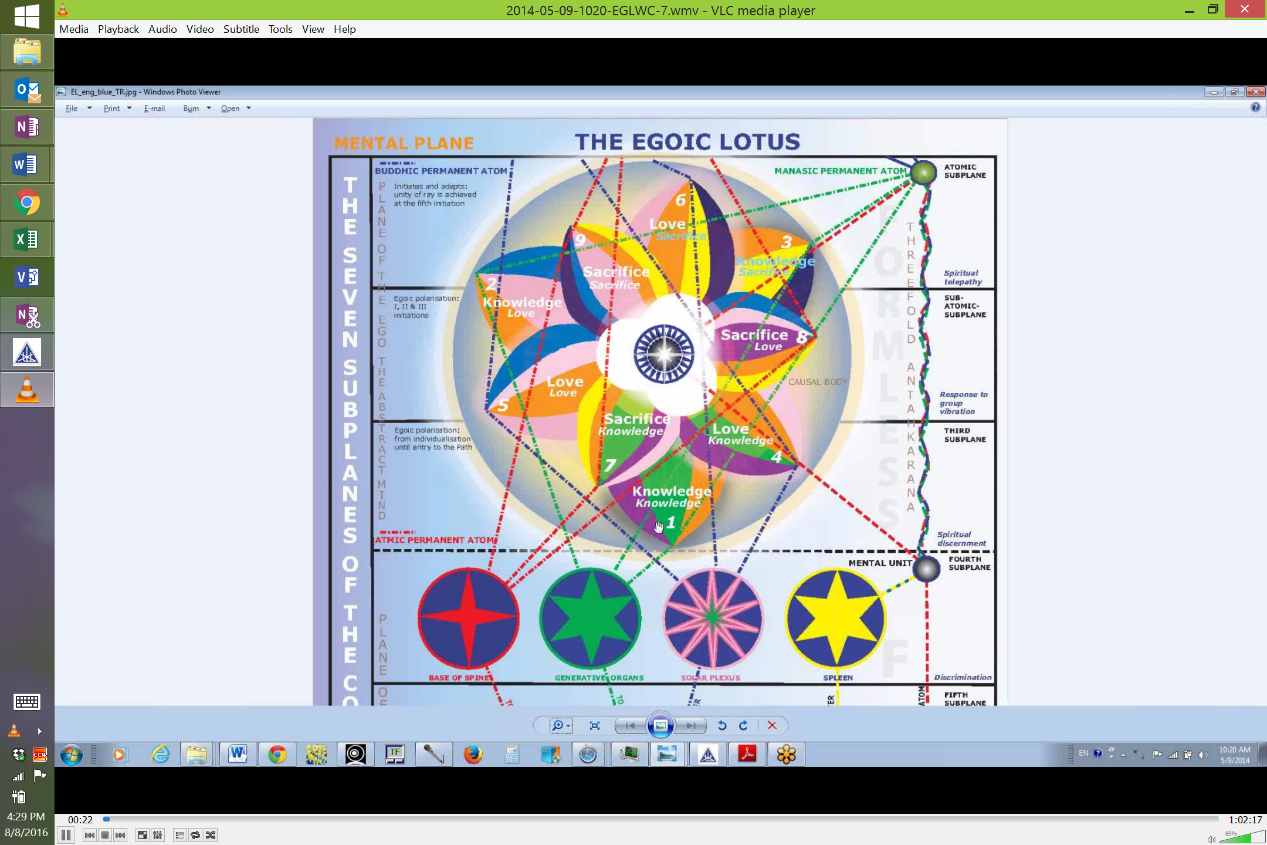 2014-05-09-1020-EGLWC-7.wmv - VLC media player
Media Playback Audio Video Subtitle Tools View Help
EL_eng_blue_TR.jpg - Windows Photo Viewer
File Print E-mail Burn Open
MENTAL PLANE
THE EGOIC LOTUS
THE SEVEN SUBPLANES OF THE CO
PLANE OF THE EGO THE ABSTRACT MIND
BUDDHIC PERMANENT ATOM
Initiates and adepts:
unity of ray is achieved
at the fifth initiation
MANASIC PERMANENT ATOM
ATOMIC
SUBPLANE
Spiritual
telepathy
THREEFOLD ANTAHKARANA
FORMLESS
6
Love
Sacrifice
9
Sacrifice
Sacrifice
3
Knowledge
Sacrifice
2
Knowledge
Love
Egoic polarisation:
I, II & III
initiations
SUB-
ATOMIC-
SUBPLANE
Response to
group
vibration
Sacrifice 8
Love
CAUSAL BODY
Love
Love
5
Sacrifice
Knowledge
7
Love
Knowledge
4
Egoic polarisation:
from individualisation
until entry to the Path
THIRD
SUBPLANE
Spiritual
discernment
Knowledge
Knowledge
1
ATMIC PERMANENT ATOM
MENTAL UNIT
FOURTH
SUBPLANE
Discrimination
PLANE OF
F
BASE OF SPINE
GENERATIVE ORGANS
SOLAR PLEXUS
SPLEEN
ATOM
FIFTH
SUBPLANE
EN
10:20 AM
5/9/2014
4:29 PM
8/8/2016
00:22
1:02:17